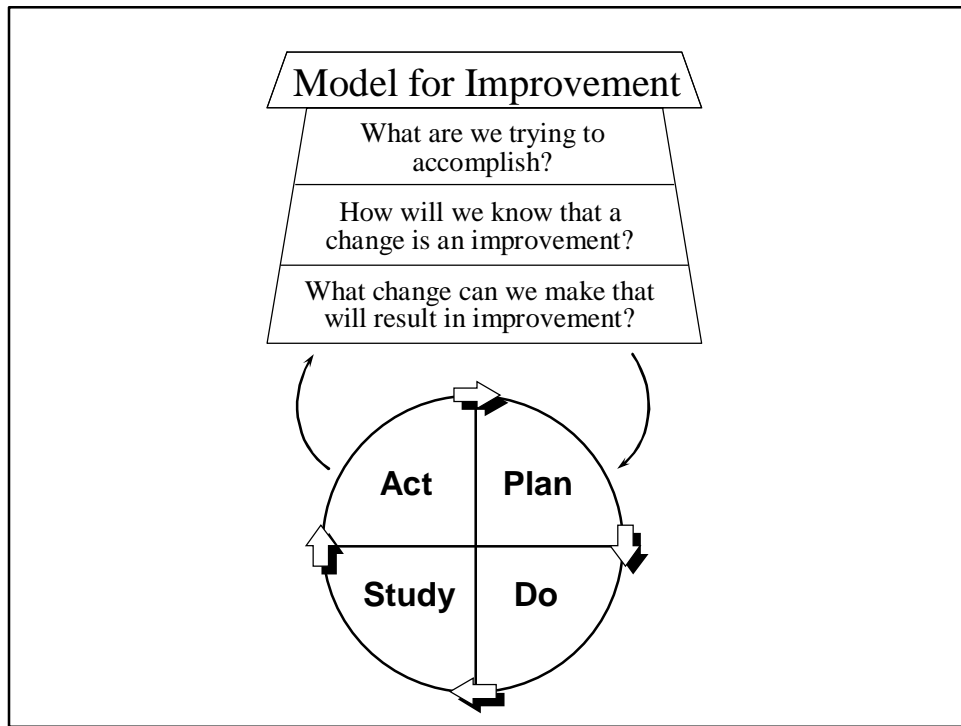 Model for Improvement
What are we trying to
accomplish?
How will we know that a
change is an improvement?
What change can we make that
will result in improvement?
Act
Plan
Study
Do